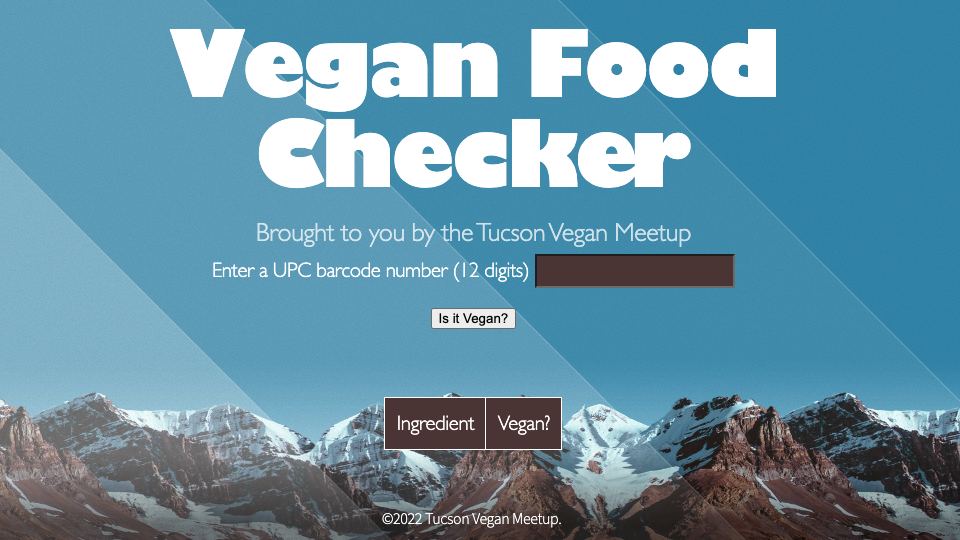 Vegan Food
Checker
Brought to you by the Tucson Vegan Meetup
Enter a UPC barcode number (12 digits)
Is it Vegan?
Ingredient Vegan?
©2022 Tucson Vegan Meetup.